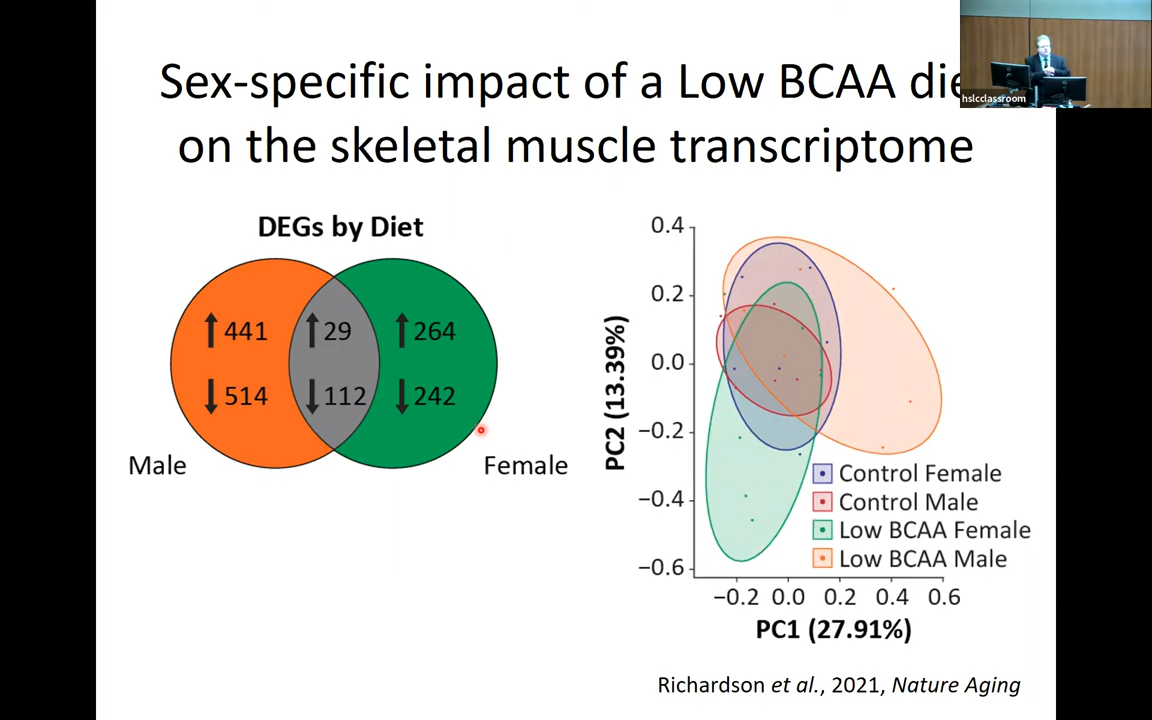 Sex-specific impact of a Low BCAA die
on the skeletal muscle transcriptome
hslcclassroom
DEGs by Diet
441
29
264
514
112
242
Male
Female
PC2 (13.39%)
0.4
0.2
0.0
−0.2
−0.4
−0.6
Control Female
Control Male
Low BCAA Female
Low BCAA Male
−0.2 0.0 0.2 0.4 0.6
PC1 (27.91%)
Richardson et al., 2021, Nature Aging